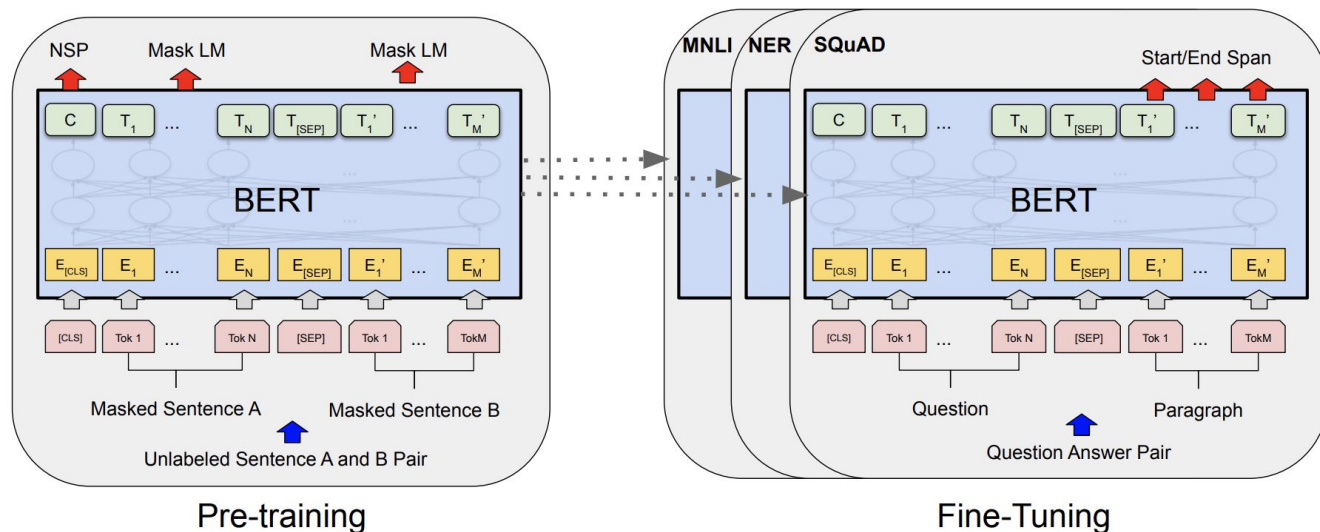 NSP Mask LM Mask LM
C T1 ... TN T[SEP] T1' ... TM'
...
BERT
...
E[CLS] E1 ... EN E[SEP] E1' ... EM'
[CLS] Tok 1 ... Tok N [SEP] Tok 1 ... TokM
Masked Sentence A Masked Sentence B
Unlabeled Sentence A and B Pair
Pre-training
MNLI NER SQuAD
Start/End Span
C T1 ... TN T[SEP] T1' ... TM'
...
BERT
...
E[CLS] E1 ... EN E[SEP] E1' ... EM'
[CLS] Tok 1 ... Tok N [SEP] Tok 1 ... TokM
Question Paragraph
Question Answer Pair
Fine-Tuning